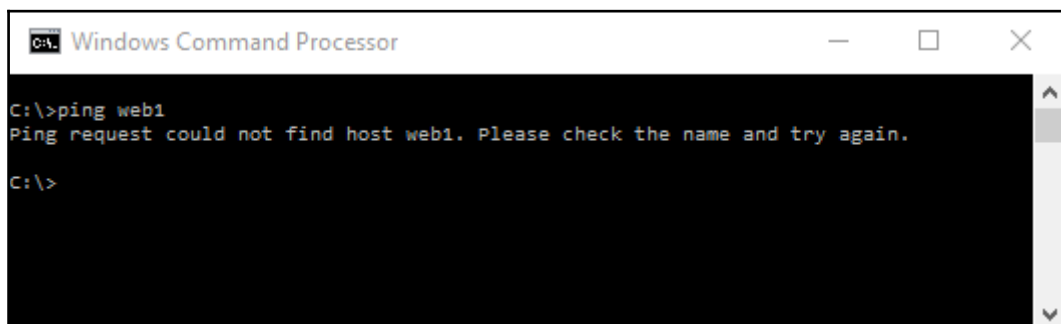 C:\.
Windows Command Processor
C:\>ping web1
Ping request could not find host web1. Please check the name and try again.
C:\>